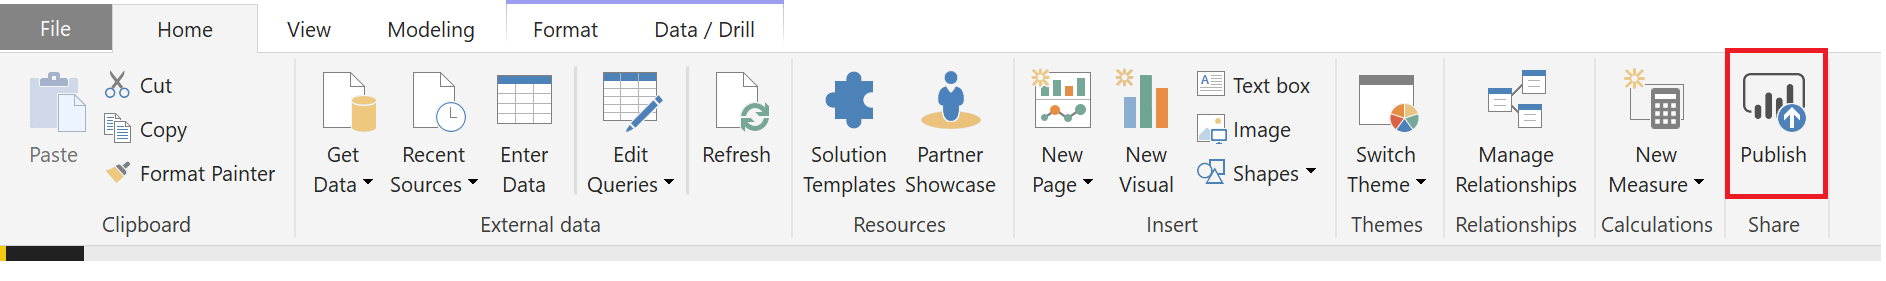 File Home View Modeling Format Data / Drill
Paste
Cut
Copy
Format Painter
Clipboard
Get
Data
Recent
Sources
Enter
Data
Edit
Queries
Refresh
External data
Solution
Templates
Partner
Showcase
Resources
New
Page
New
Visual
Text box
Image
Shapes
Insert
Switch
Theme
Themes
Manage
Relationships
Relationships
New
Measure
Calculations
Publish
Share